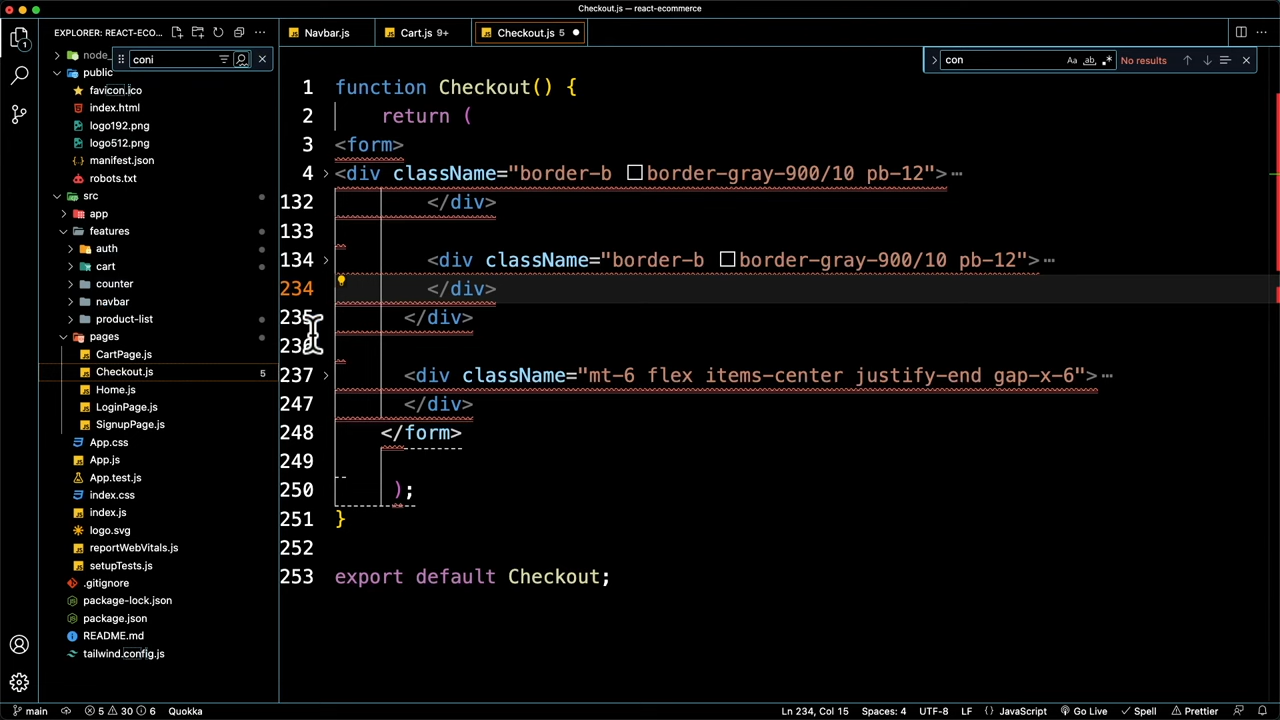 Checkout.js — react-ecommerce
1
EXPLORER: REACT-ECO...
Navbar.js
Cart.js 9+
Checkout.js 5
node_
coni
con
Aa ab .*
No results
public
favicon.ico
index.html
logo192.png
logo512.png
manifest.json
robots.txt
src
app
features
auth
cart
counter
navbar
product-list
pages
CartPage.js
Checkout.js 5
Home.js
LoginPage.js
SignupPage.js
App.css
App.js
App.test.js
index.css
index.js
logo.svg
reportWebVitals.js
setupTests.js
.gitignore
package-lock.json
package.json
README.md
tailwind.config.js
1 function Checkout() {
2 return (
3 <form>
4 <div className="border-b border-gray-900/10 pb-12">…
132 </div>
133
134 <div className="border-b border-gray-900/10 pb-12">…
234 </div>
235 </div>
236
237 <div className="mt-6 flex items-center justify-end gap-x-6">…
247 </div>
248 </form>
249
250 );
251 }
252
253 export default Checkout;
main 5 30 6 Quokka Ln 234, Col 15 Spaces: 4 UTF-8 LF {} JavaScript Go Live Spell Prettier